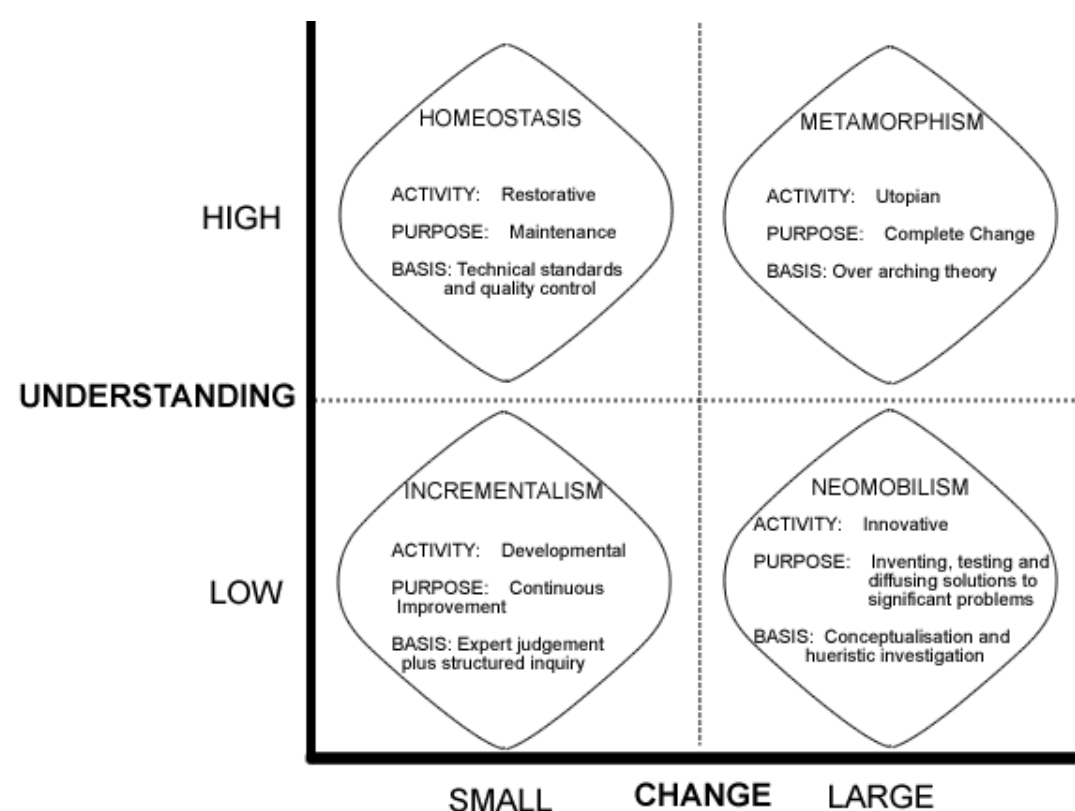 HOMEOSTASIS
ACTIVITY: Restorative
PURPOSE: Maintenance
BASIS: Technical standards
and quality control
METAMORPHISM
ACTIVITY: Utopian
PURPOSE: Complete Change
BASIS: Over arching theory
HIGH
UNDERSTANDING
INCREMENTALISM
ACTIVITY: Developmental
PURPOSE: Continuous
Improvement
BASIS: Expert judgement
plus structured inquiry
NEOMOBILISM
ACTIVITY: Innovative
PURPOSE: Inventing, testing and
diffusing solutions to
significant problems
BASIS: Conceptualisation and
hueristic investigation
LOW
SMALL
CHANGE
LARGE